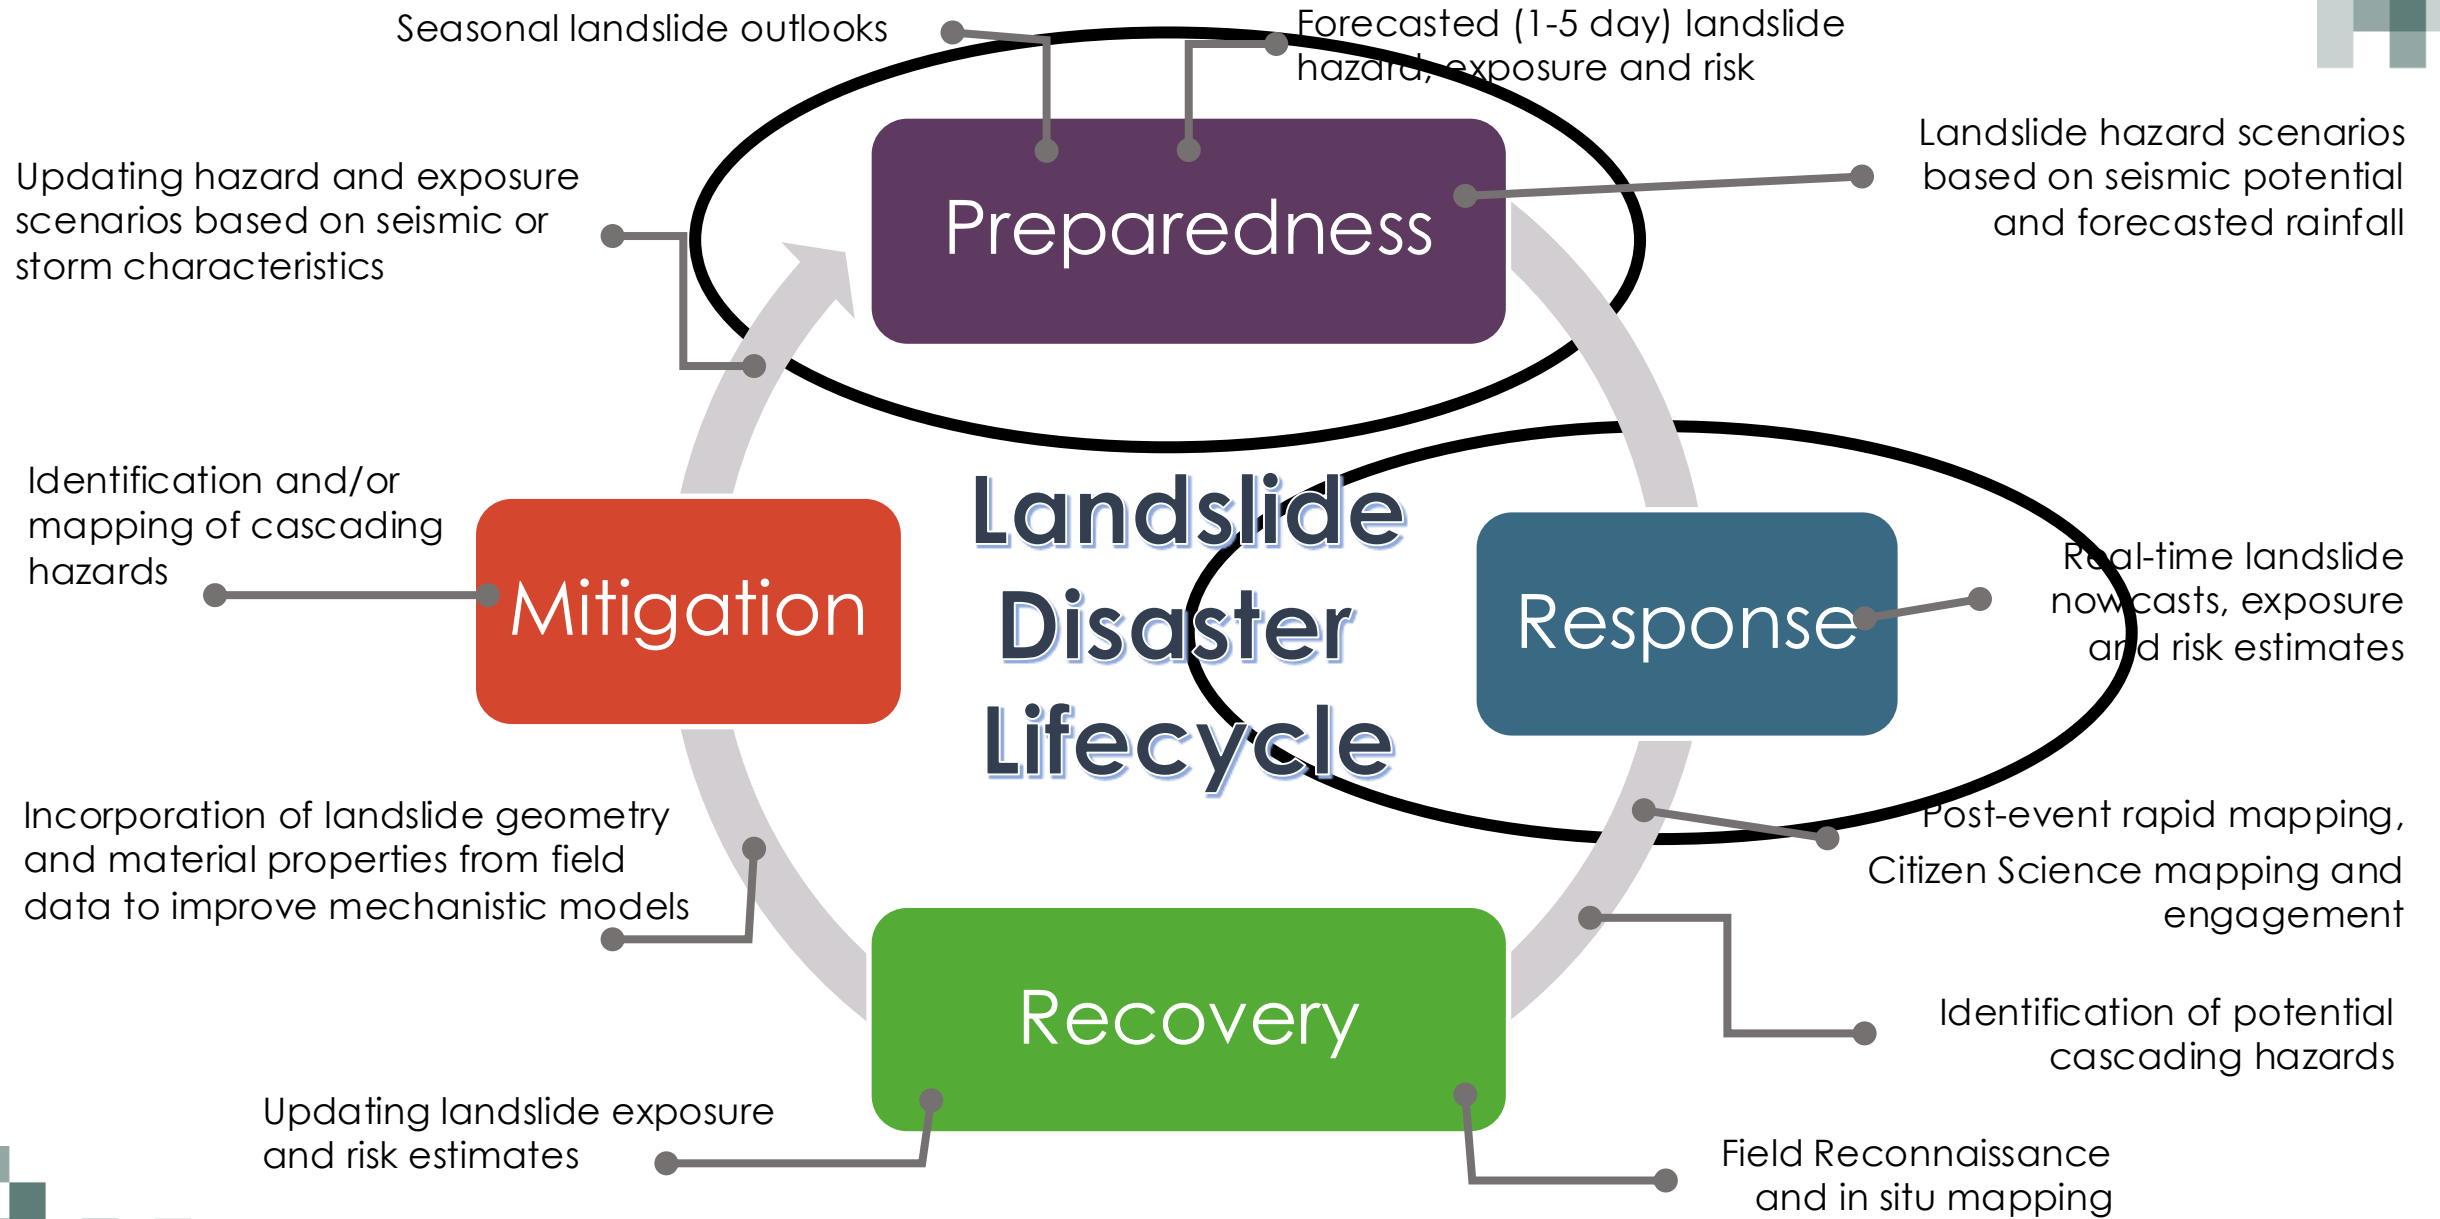 Seasonal landslide outlooks
Forecasted (1-5 day) landslide
hazard, exposure and risk
Landslide hazard scenarios
based on seismic potential
and forecasted rainfall
Updating hazard and exposure
scenarios based on seismic or
storm characteristics
Preparedness
Identification and/or
mapping of cascading
hazards
Mitigation
Landslide
Disaster
Lifecycle
Response
Real-time landslide
nowcasts, exposure
and risk estimates
Incorporation of landslide geometry
and material properties from field
data to improve mechanistic models
Post-event rapid mapping,
Citizen Science mapping and
engagement
Recovery
Identification of potential
cascading hazards
Updating landslide exposure
and risk estimates
Field Reconnaissance
and in situ mapping